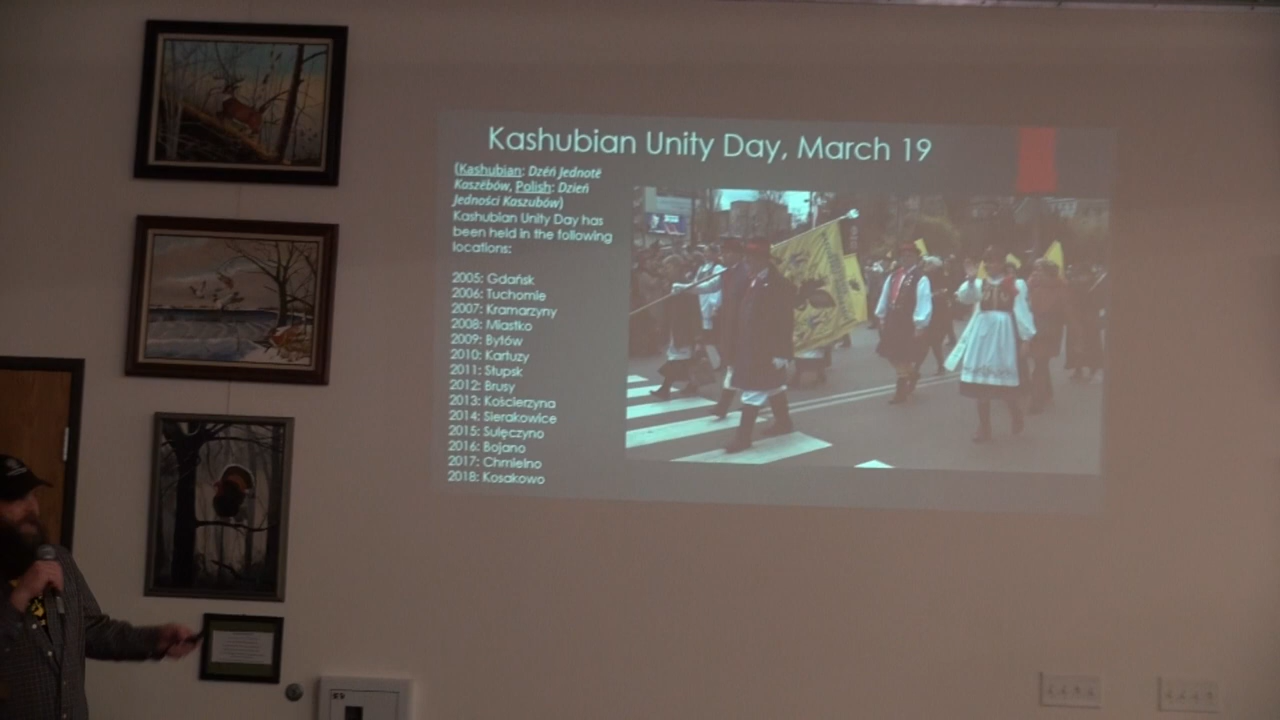 Kashubian Unity Day, March 19
(Kashubian: Dzéń Jednotë
Kaszëbów, Polish: Dzień
Jedności Kaszubów)
Kashubian Unity Day has
been held in the following
locations:
2005: Gdańsk
2006: Tuchomie
2007: Kramarzyny
2008: Miastko
2009: Bytów
2010: Kartuzy
2011: Słupsk
2012: Brusy
2013: Kościerzyna
2014: Sierakowice
2015: Sulęczyno
2016: Bojano
2017: Chmielno
2018: Kosakowo